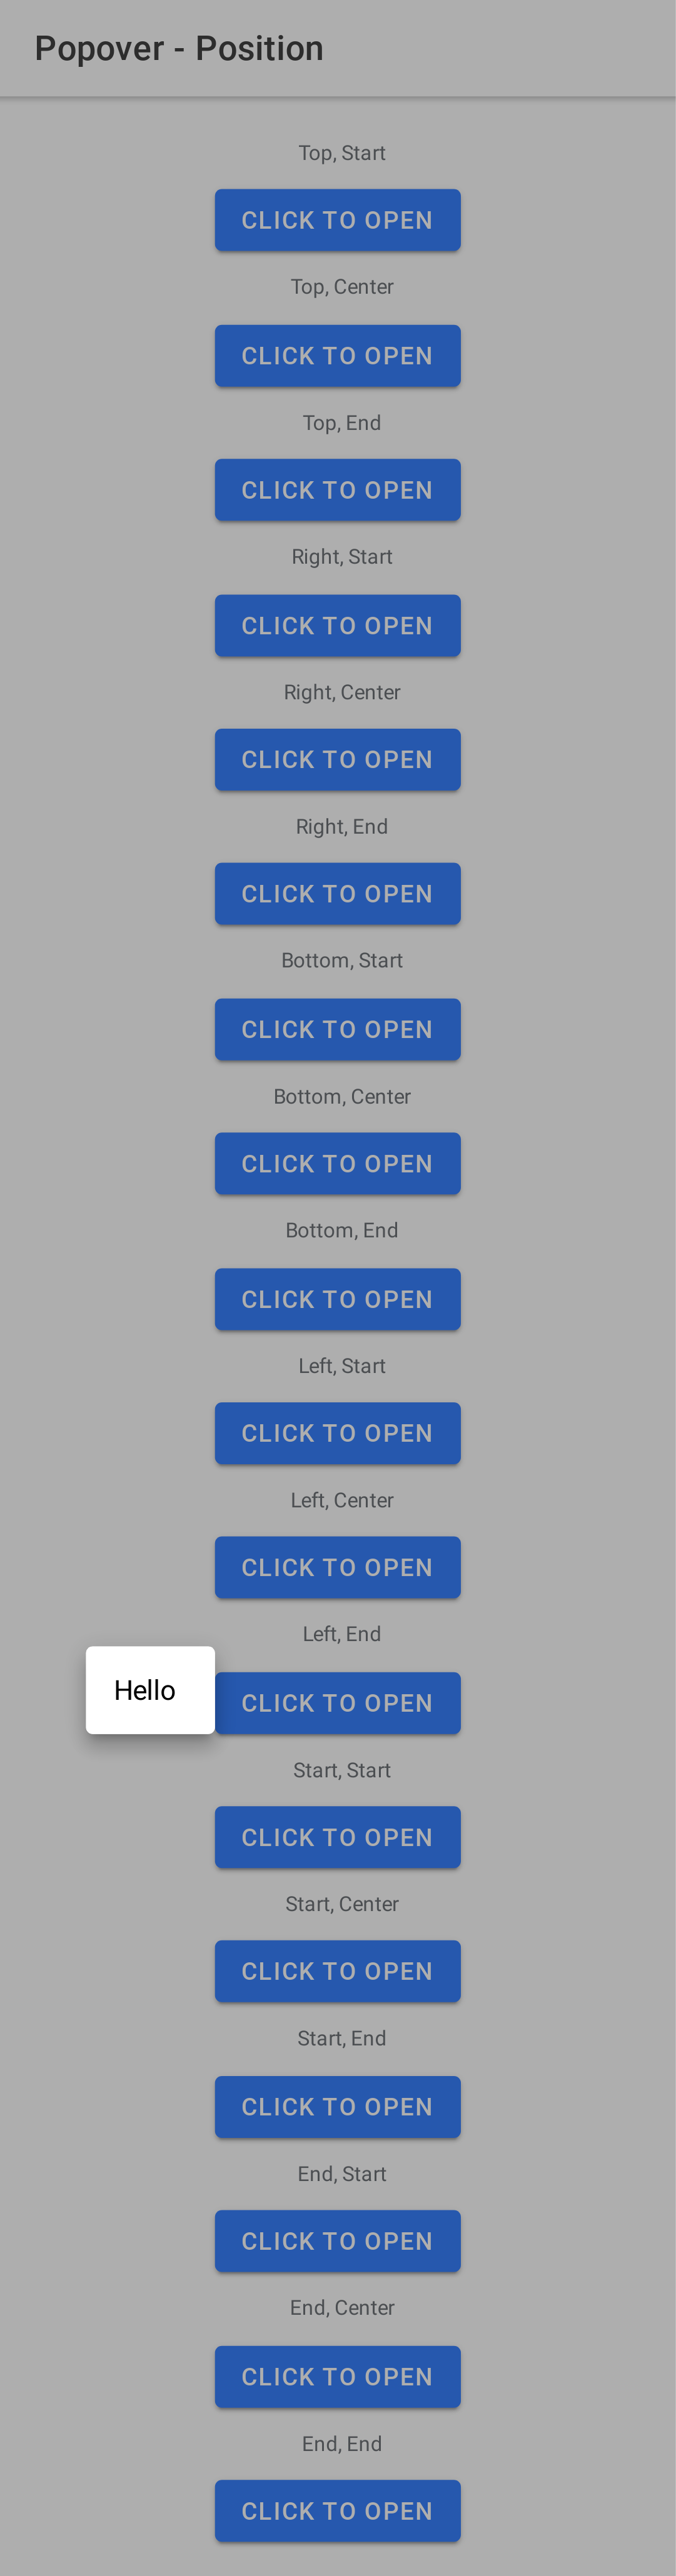 Popover - Position
Top, Start
CLICK TO OPEN
Top, Center
CLICK TO OPEN
Top, End
CLICK TO OPEN
Right, Start
CLICK TO OPEN
Right, Center
CLICK TO OPEN
Right, End
CLICK TO OPEN
Bottom, Start
CLICK TO OPEN
Bottom, Center
CLICK TO OPEN
Bottom, End
CLICK TO OPEN
Left, Start
CLICK TO OPEN
Left, Center
CLICK TO OPEN
Left, End
Hello
CLICK TO OPEN
Start, Start
CLICK TO OPEN
Start, Center
CLICK TO OPEN
Start, End
CLICK TO OPEN
End, Start
CLICK TO OPEN
End, Center
CLICK TO OPEN
End, End
CLICK TO OPEN